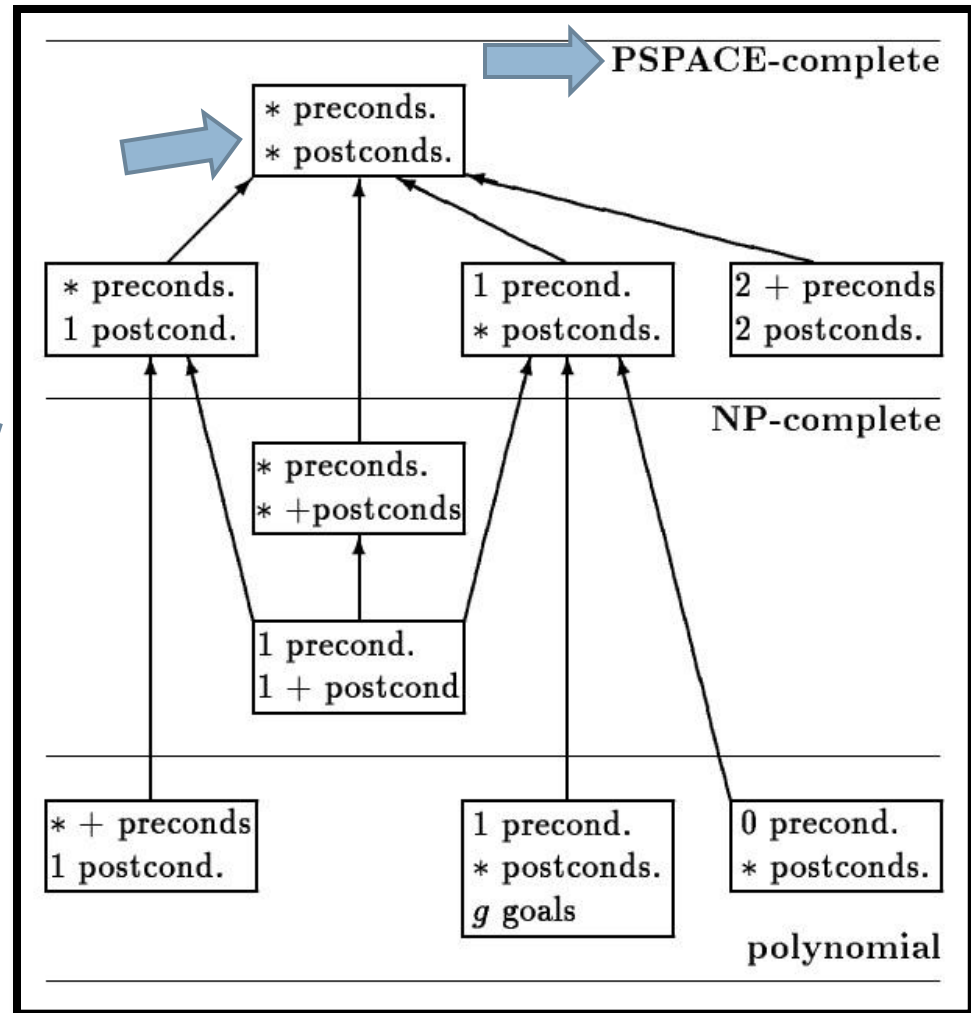 PSPACE-complete
* preconds.
* postconds.
* preconds.
1 postcond.
1 precond.
* postconds.
2 + preconds
2 postconds.
NP-complete
* preconds.
* +postconds
1 precond.
1 + postcond
* + preconds
1 postcond.
1 precond.
* postconds.
g goals
0 precond.
* postconds.
polynomial